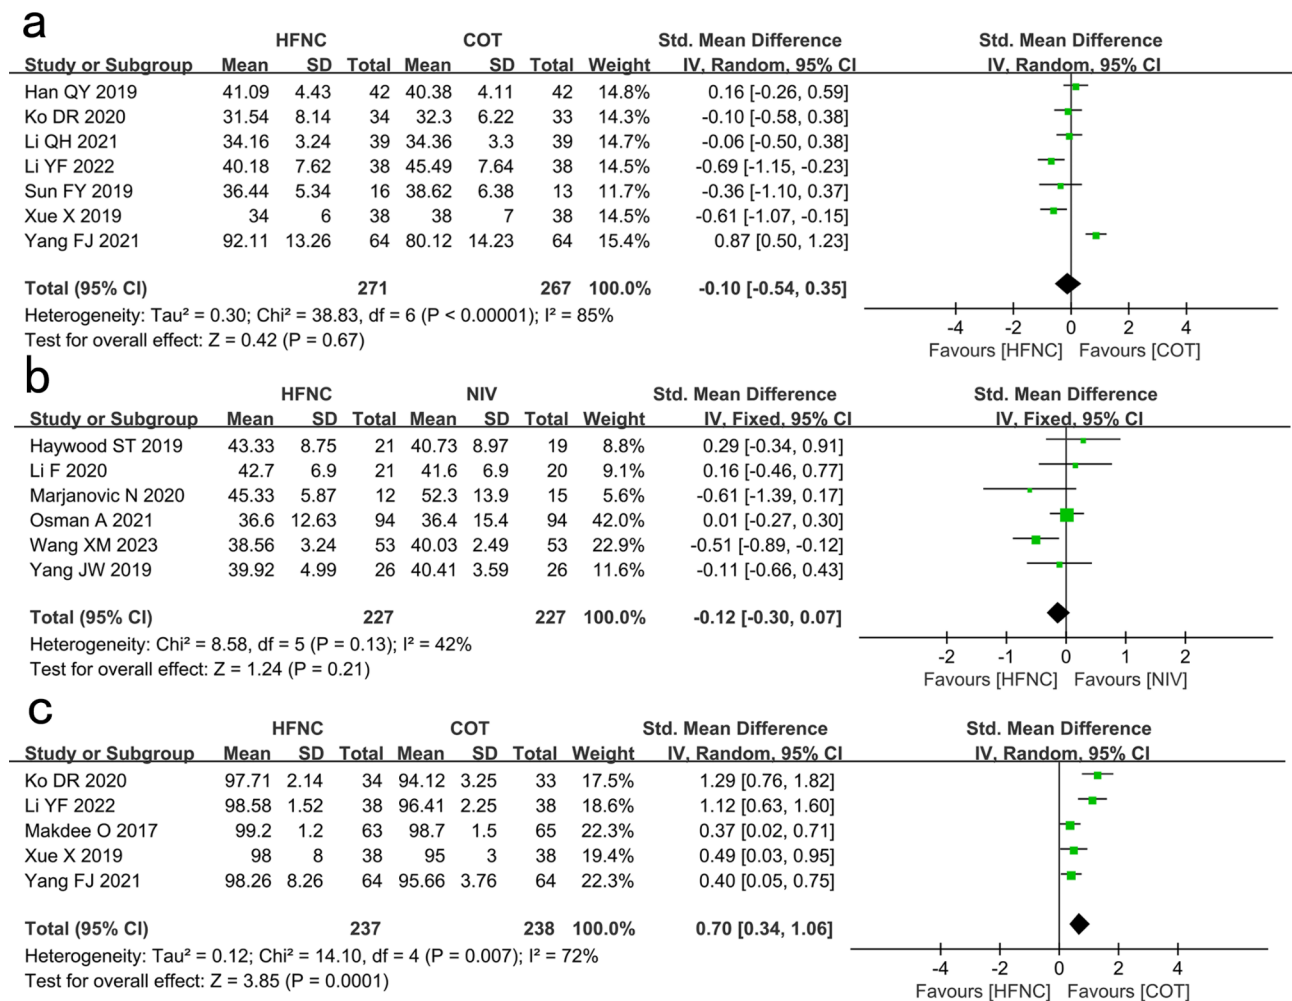 a
HFNC COT Std. Mean Difference Std. Mean Difference
Study or Subgroup Mean SD Total Mean SD Total Weight IV, Random, 95% CI IV, Random, 95% CI
Han QY 2019 41.09 4.43 42 40.38 4.11 42 14.8% 0.16 [-0.26, 0.59]
Ko DR 2020 31.54 8.14 34 32.3 6.22 33 14.3% -0.10 [-0.58, 0.38]
Li QH 2021 34.16 3.24 39 34.36 3.3 39 14.7% -0.06 [-0.50, 0.38]
Li YF 2022 40.18 7.62 38 45.49 7.64 38 14.5% -0.69 [-1.15, -0.23]
Sun FY 2019 36.44 5.34 16 38.62 6.38 13 11.7% -0.36 [-1.10, 0.37]
Xue X 2019 34 6 38 38 7 38 14.5% -0.61 [-1.07, -0.15]
Yang FJ 2021 92.11 13.26 64 80.12 14.23 64 15.4% 0.87 [0.50, 1.23]
Total (95% CI) 271 267 100.0% -0.10 [-0.54, 0.35]
Heterogeneity: Tau² = 0.30; Chi² = 38.83, df = 6 (P < 0.00001); I² = 85%
Test for overall effect: Z = 0.42 (P = 0.67)
-4 -2 0 2 4
Favours [HFNC] Favours [COT]
b
HFNC NIV Std. Mean Difference Std. Mean Difference
Study or Subgroup Mean SD Total Mean SD Total Weight IV, Fixed, 95% CI IV, Fixed, 95% CI
Haywood ST 2019 43.33 8.75 21 40.73 8.97 19 8.8% 0.29 [-0.34, 0.91]
Li F 2020 42.7 6.9 21 41.6 6.9 20 9.1% 0.16 [-0.46, 0.77]
Marjanovic N 2020 45.33 5.87 12 52.3 13.9 15 5.6% -0.61 [-1.39, 0.17]
Osman A 2021 36.6 12.63 94 36.4 15.4 94 42.0% 0.01 [-0.27, 0.30]
Wang XM 2023 38.56 3.24 53 40.03 2.49 53 22.9% -0.51 [-0.89, -0.12]
Yang JW 2019 39.92 4.99 26 40.41 3.59 26 11.6% -0.11 [-0.66, 0.43]
Total (95% CI) 227 227 100.0% -0.12 [-0.30, 0.07]
Heterogeneity: Chi² = 8.58, df = 5 (P = 0.13); I² = 42%
Test for overall effect: Z = 1.24 (P = 0.21)
-2 -1 0 1 2
Favours [HFNC] Favours [NIV]
c
HFNC COT Std. Mean Difference Std. Mean Difference
Study or Subgroup Mean SD Total Mean SD Total Weight IV, Random, 95% CI IV, Random, 95% CI
Ko DR 2020 97.71 2.14 34 94.12 3.25 33 17.5% 1.29 [0.76, 1.82]
Li YF 2022 98.58 1.52 38 96.41 2.25 38 18.6% 1.12 [0.63, 1.60]
Makdee O 2017 99.2 1.2 63 98.7 1.5 65 22.3% 0.37 [0.02, 0.71]
Xue X 2019 98 8 38 95 3 38 19.4% 0.49 [0.03, 0.95]
Yang FJ 2021 98.26 8.26 64 95.66 3.76 64 22.3% 0.40 [0.05, 0.75]
Total (95% CI) 237 238 100.0% 0.70 [0.34, 1.06]
Heterogeneity: Tau² = 0.12; Chi² = 14.10, df = 4 (P = 0.007); I² = 72%
Test for overall effect: Z = 3.85 (P = 0.0001)
-4 -2 0 2 4
Favours [HFNC] Favours [COT]